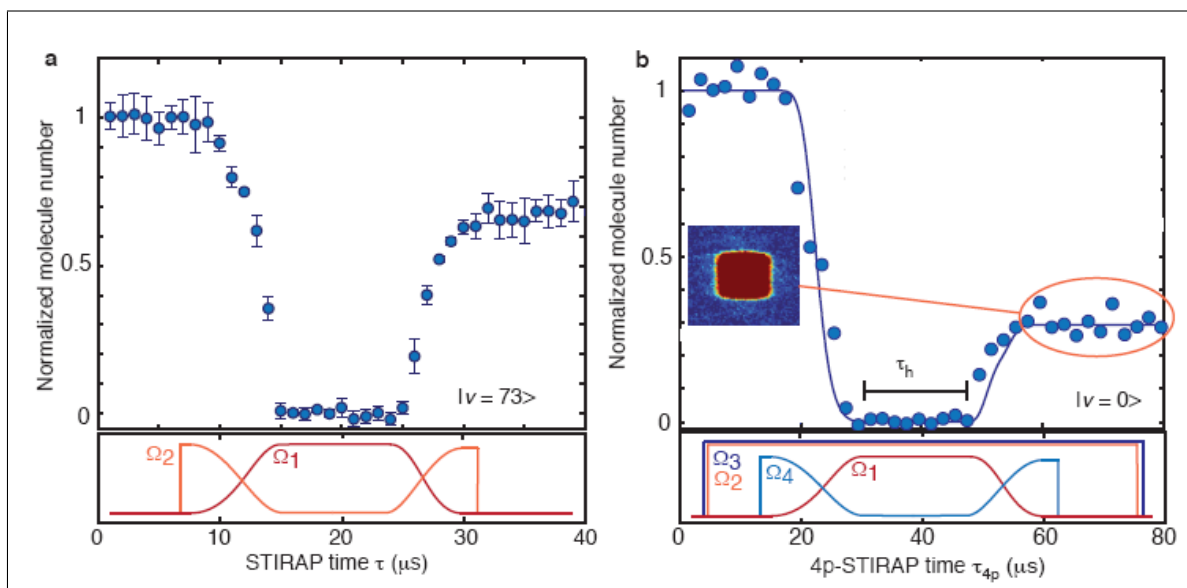 a
Normalized molecule number
1
0.5
0
|v = 73>
Ω2
Ω1
0
10
20
30
40
STIRAP time τ (μs)
b
Normalized molecule number
1
0.5
0
τh
|v = 0>
Ω3
Ω2
Ω4
Ω1
0
20
40
60
80
4p-STIRAP time τ4p (μs)